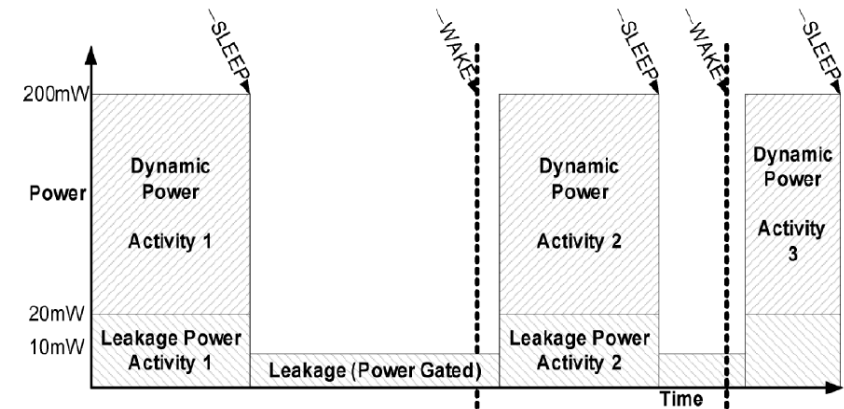 —SLEEP
—WAKE
—SLEEP
—WAKE
—SLEEP
200mW
Power
20mW
10mW
Dynamic
Power
Activity 1
Leakage Power
Activity 1
Leakage (Power Gated)
Dynamic
Power
Activity 2
Leakage Power
Activity 2
Dynamic
Power
Activity
3
Time